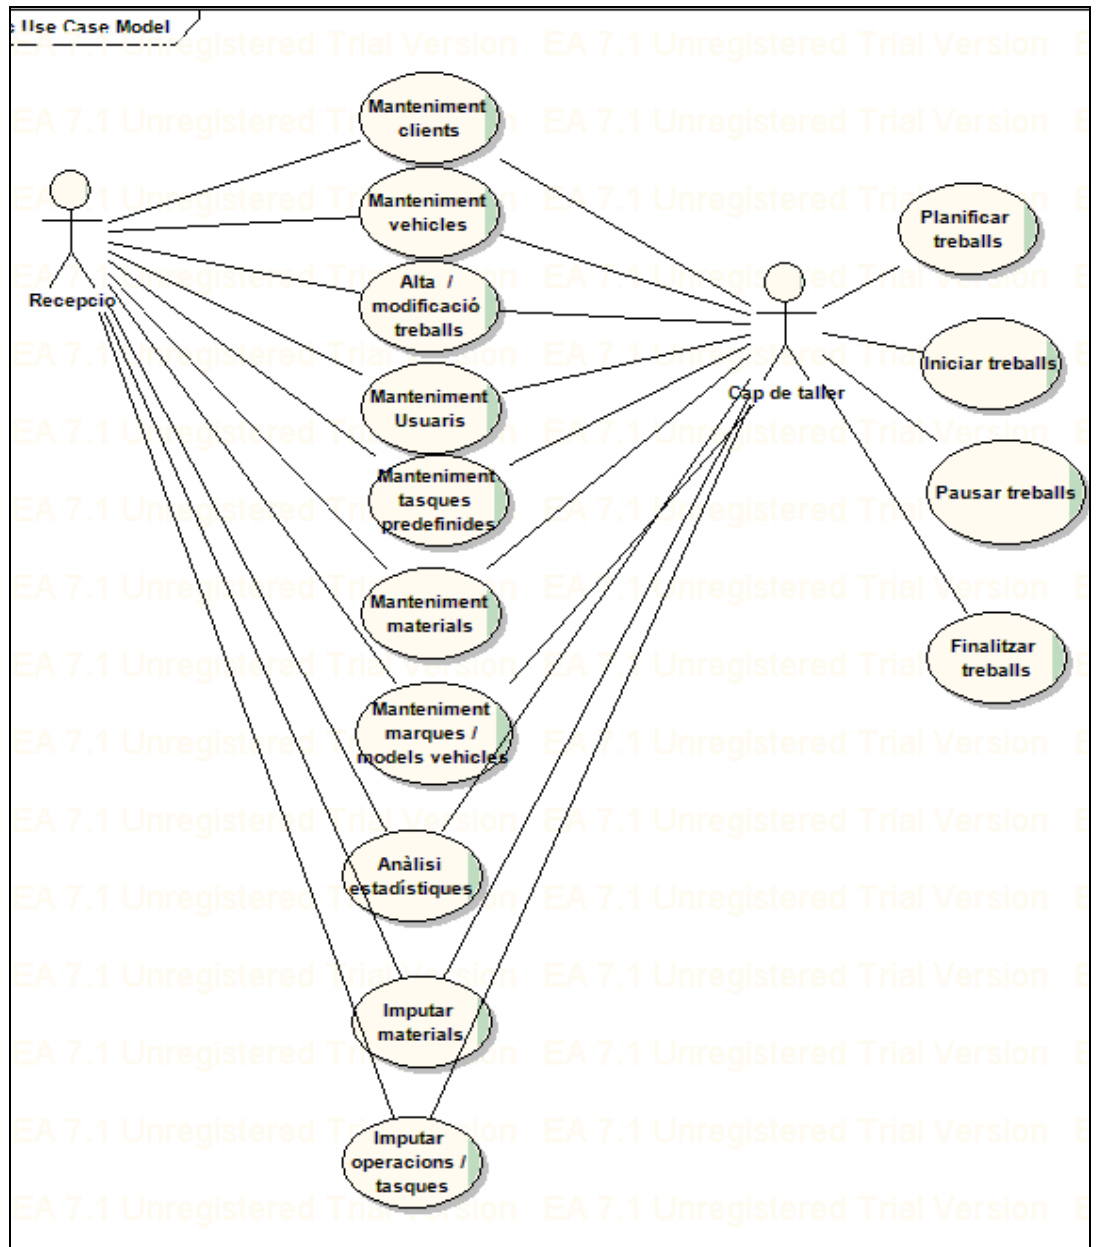 Use Case Model
Manteniment
clients
Manteniment
vehicles
Alta /
modificació
treballs
Manteniment
Usuaris
Manteniment
tasques
predefinides
Manteniment
materials
Manteniment
marques /
models vehicles
Anàlisi
estadístiques
Imputar
materials
Imputar
operacions /
tasques
Recepcio
Cap de taller
Planificar
treballs
Iniciar treballs
Pausar treballs
Finalitzar
treballs
EA 7.1 Unregistered Trial Version